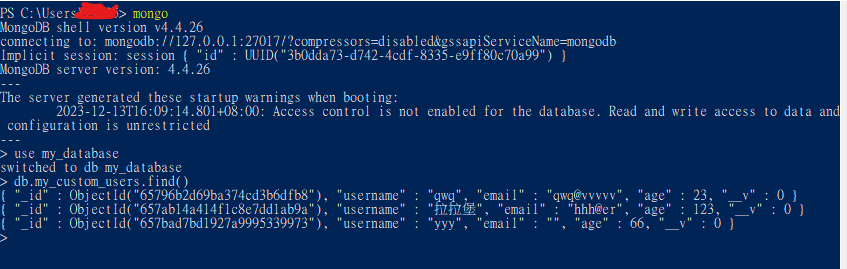 PS C:\Users\> mongo
MongoDB shell version v4.4.26
connecting to: mongodb://127.0.0.1:27017/?compressors=disabled&gssapiServiceName=mongodb
Implicit session: session { "id" : UUID("3b0dda73-d742-4cdf-8335-e9ff80c70a99") }
MongoDB server version: 4.4.26
---
The server generated these startup warnings when booting:
        2023-12-13T16:09:14.801+08:00: Access control is not enabled for the database. Read and write access to data and
 configuration is unrestricted
---
> use my_database
switched to db my_database
> db.my_custom_users.find()
{ "_id" : ObjectId("65796b2d69ba374cd3b6dfb8"), "username" : "qwq", "email" : "qwq@vvvvv", "age" : 23, "__v" : 0 }
{ "_id" : ObjectId("657ab14a414f1c8e7dd1ab9a"), "username" : "拉拉堡", "email" : "hhh@er", "age" : 123, "__v" : 0 }
{ "_id" : ObjectId("657bad7bd1927a9995339973"), "username" : "yyy", "email" : "", "age" : 66, "__v" : 0 }
>